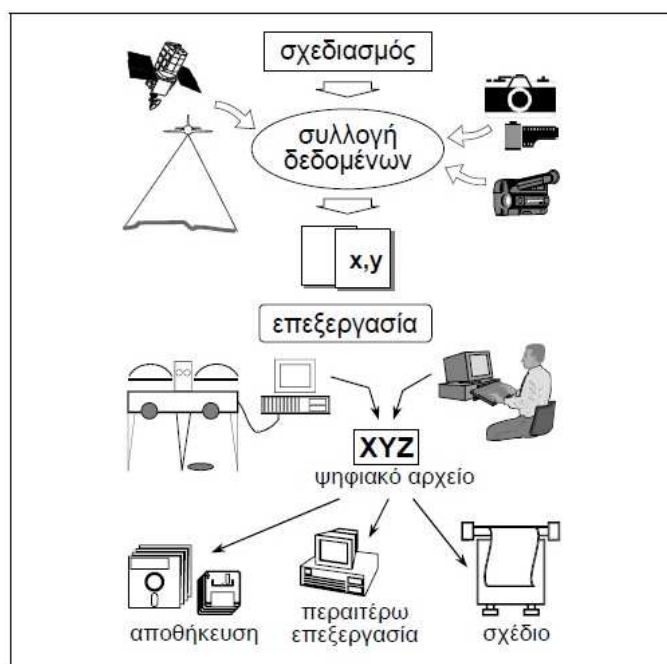 σχεδιασμός
συλλογή
δεδομένων
x,y
επεξεργασία
XYZ
ψηφιακό αρχείο
αποθήκευση
περαιτέρω
επεξεργασία
σχέδιο